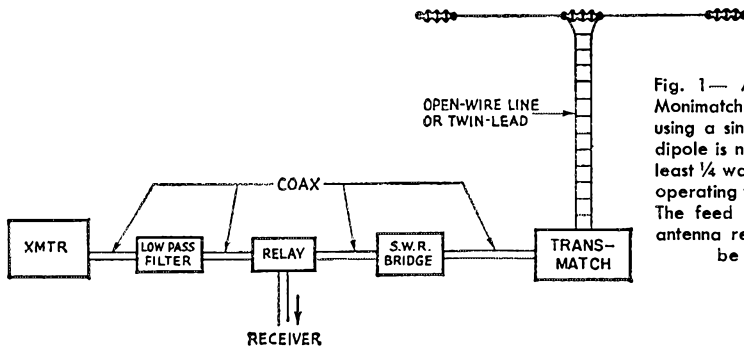 OPEN-WIRE LINE
OR TWIN-LEAD
COAX
XMTR
LOW PASS
FILTER
RELAY
S.W.R.
BRIDGE
TRANS-
MATCH
RECEIVER
Fig. 1—
Monimatch
using a sin
dipole is n
least ¼ wa
operating
The feed
antenna re
be